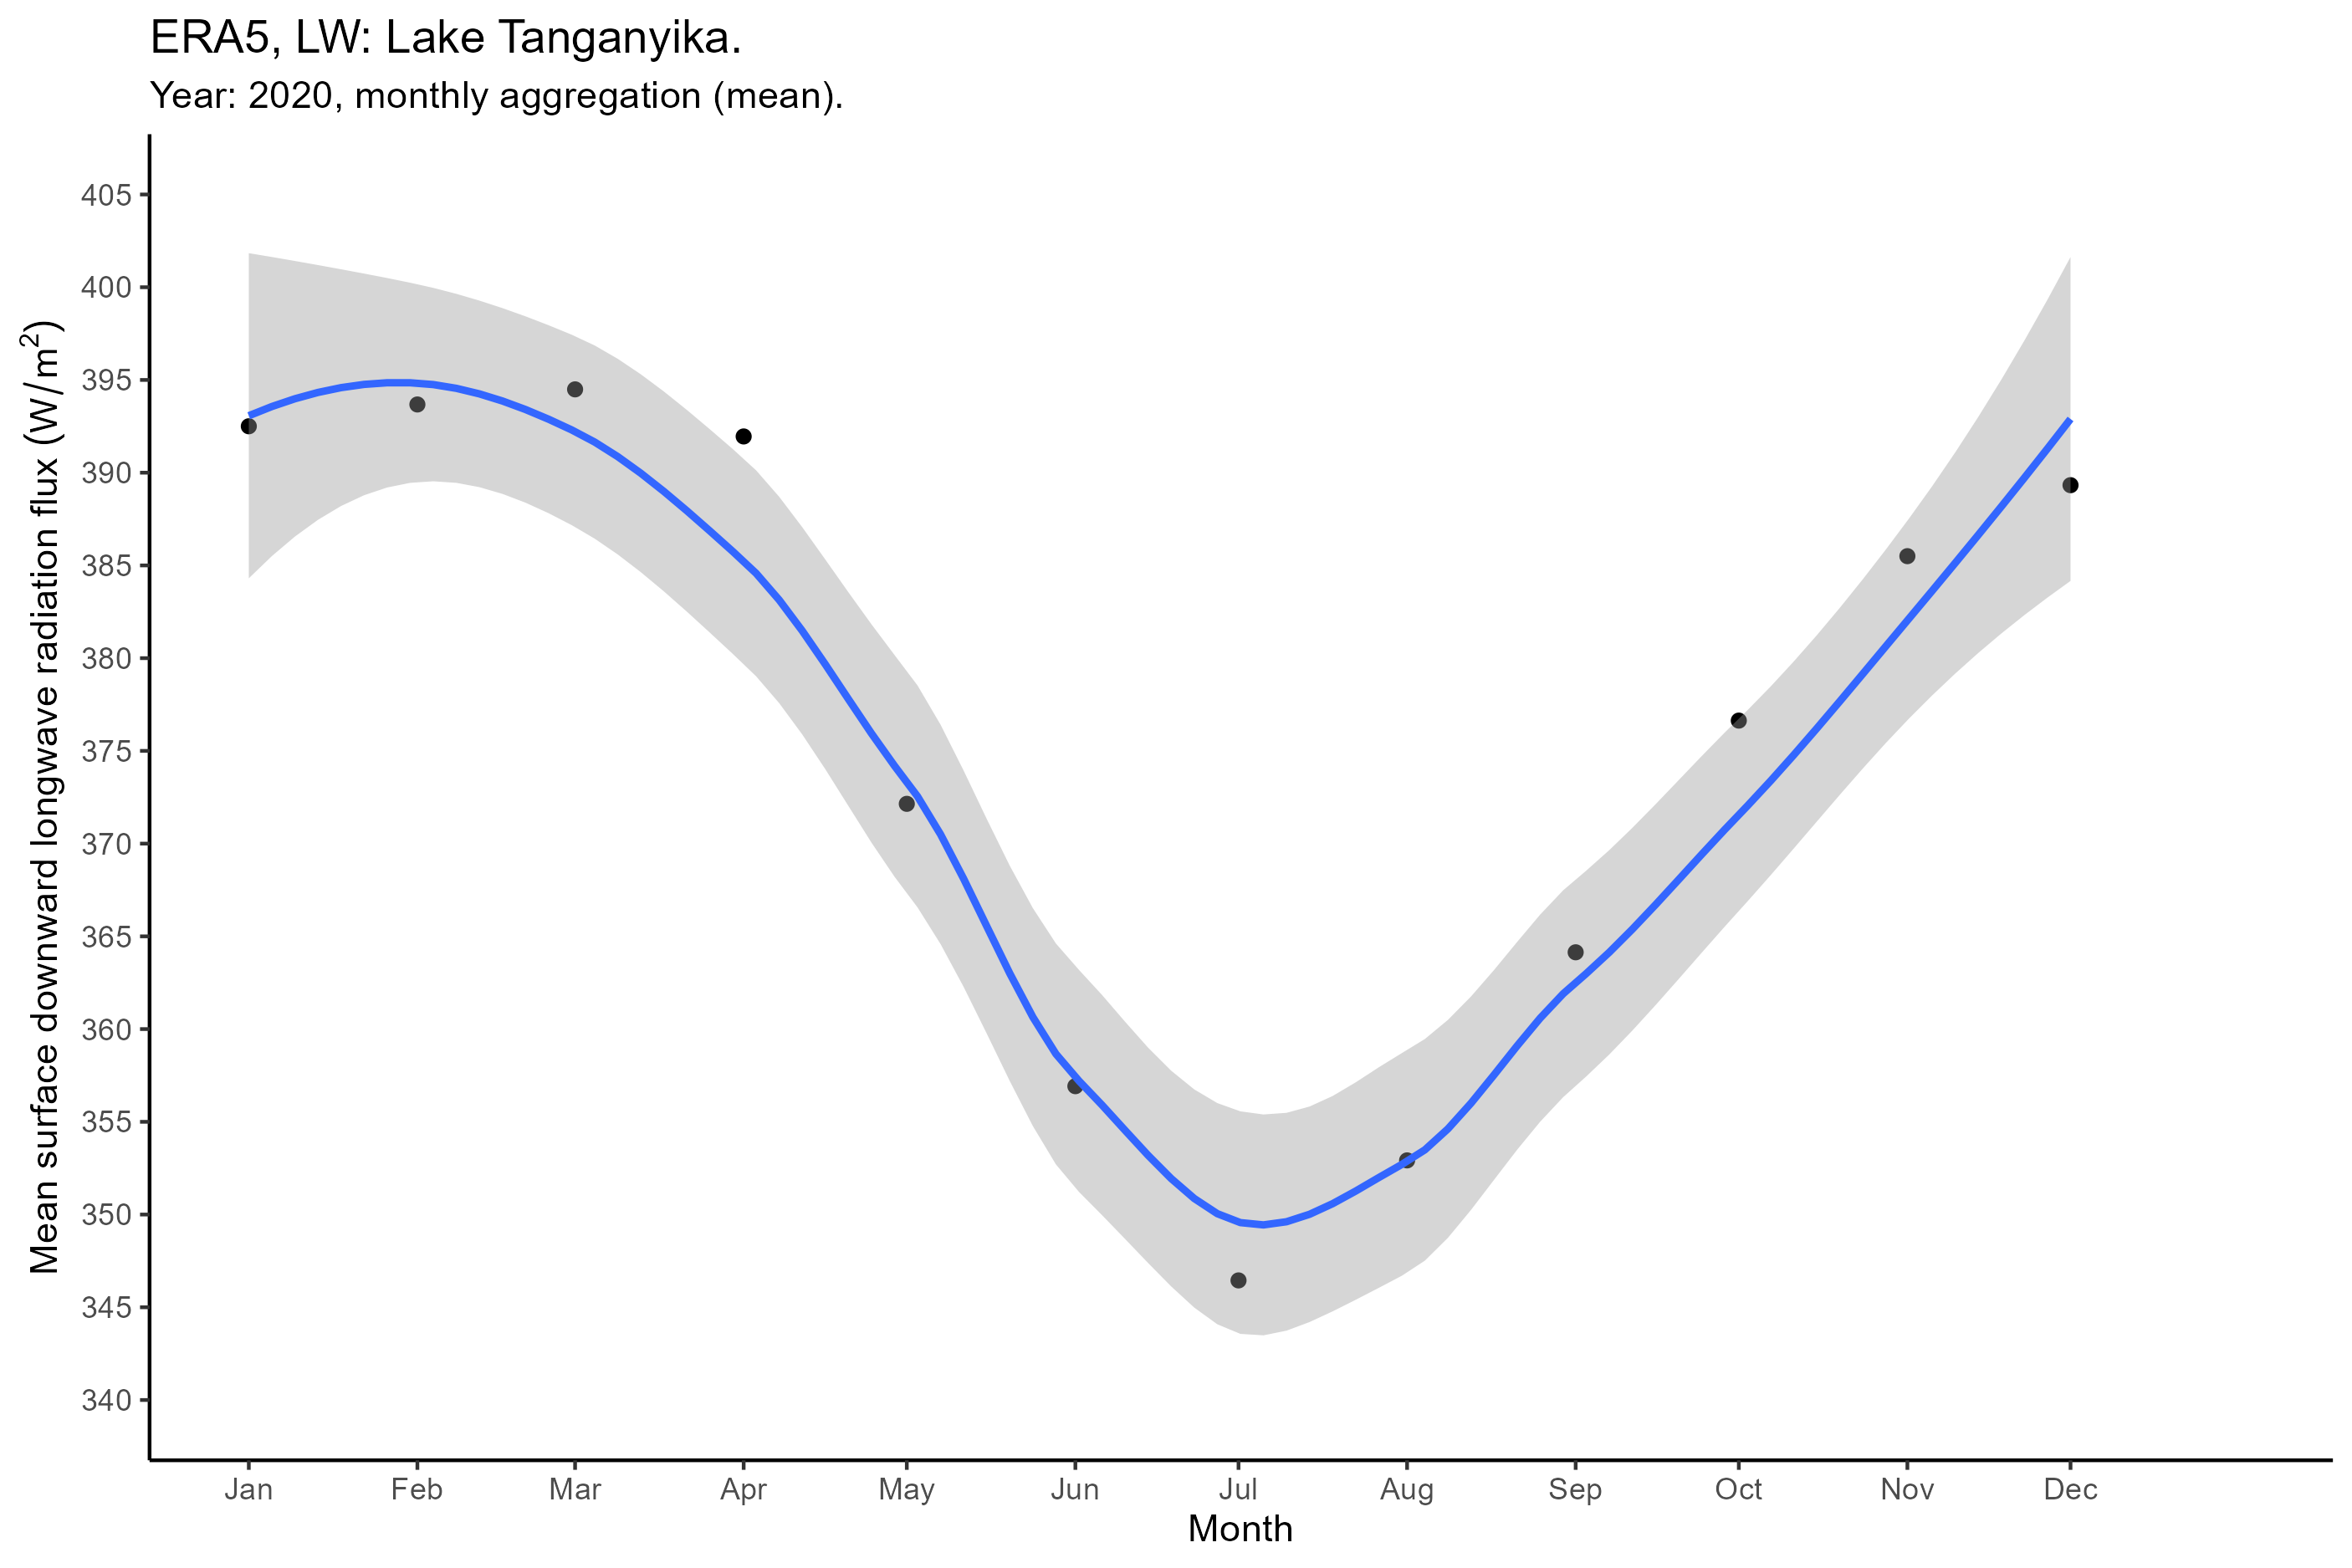 ERA5, LW: Lake Tanganyika.
Year: 2020, monthly aggregation (mean).
Mean surface downward longwave radiation flux (W/m²)
405
400
395
390
385
380
375
370
365
360
355
350
345
340
Jan Feb Mar Apr May Jun Jul Aug Sep Oct Nov Dec
Month